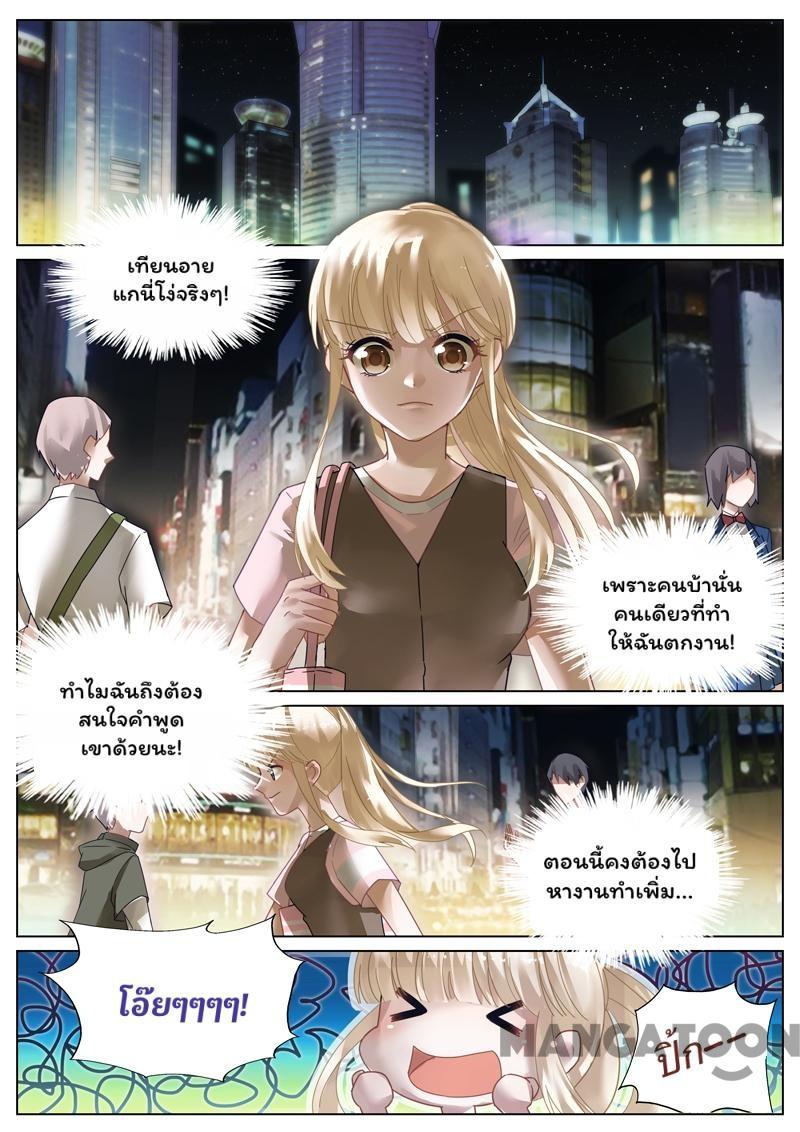 เทียนอาย
แกนี่โง่จริงๆ!
เพราะคนบ้านั่น
คนเดียวที่ทำ
ให้ฉันตกงาน!
ทำไมฉันถึงต้อง
สนใจคำพูด
เขาด้วยนะ!
ตอนนี้คงต้องไป
หางานทำเพิ่ม...
โอ๊ยๆๆๆๆ!
ปิ้ก--
MANGATOON